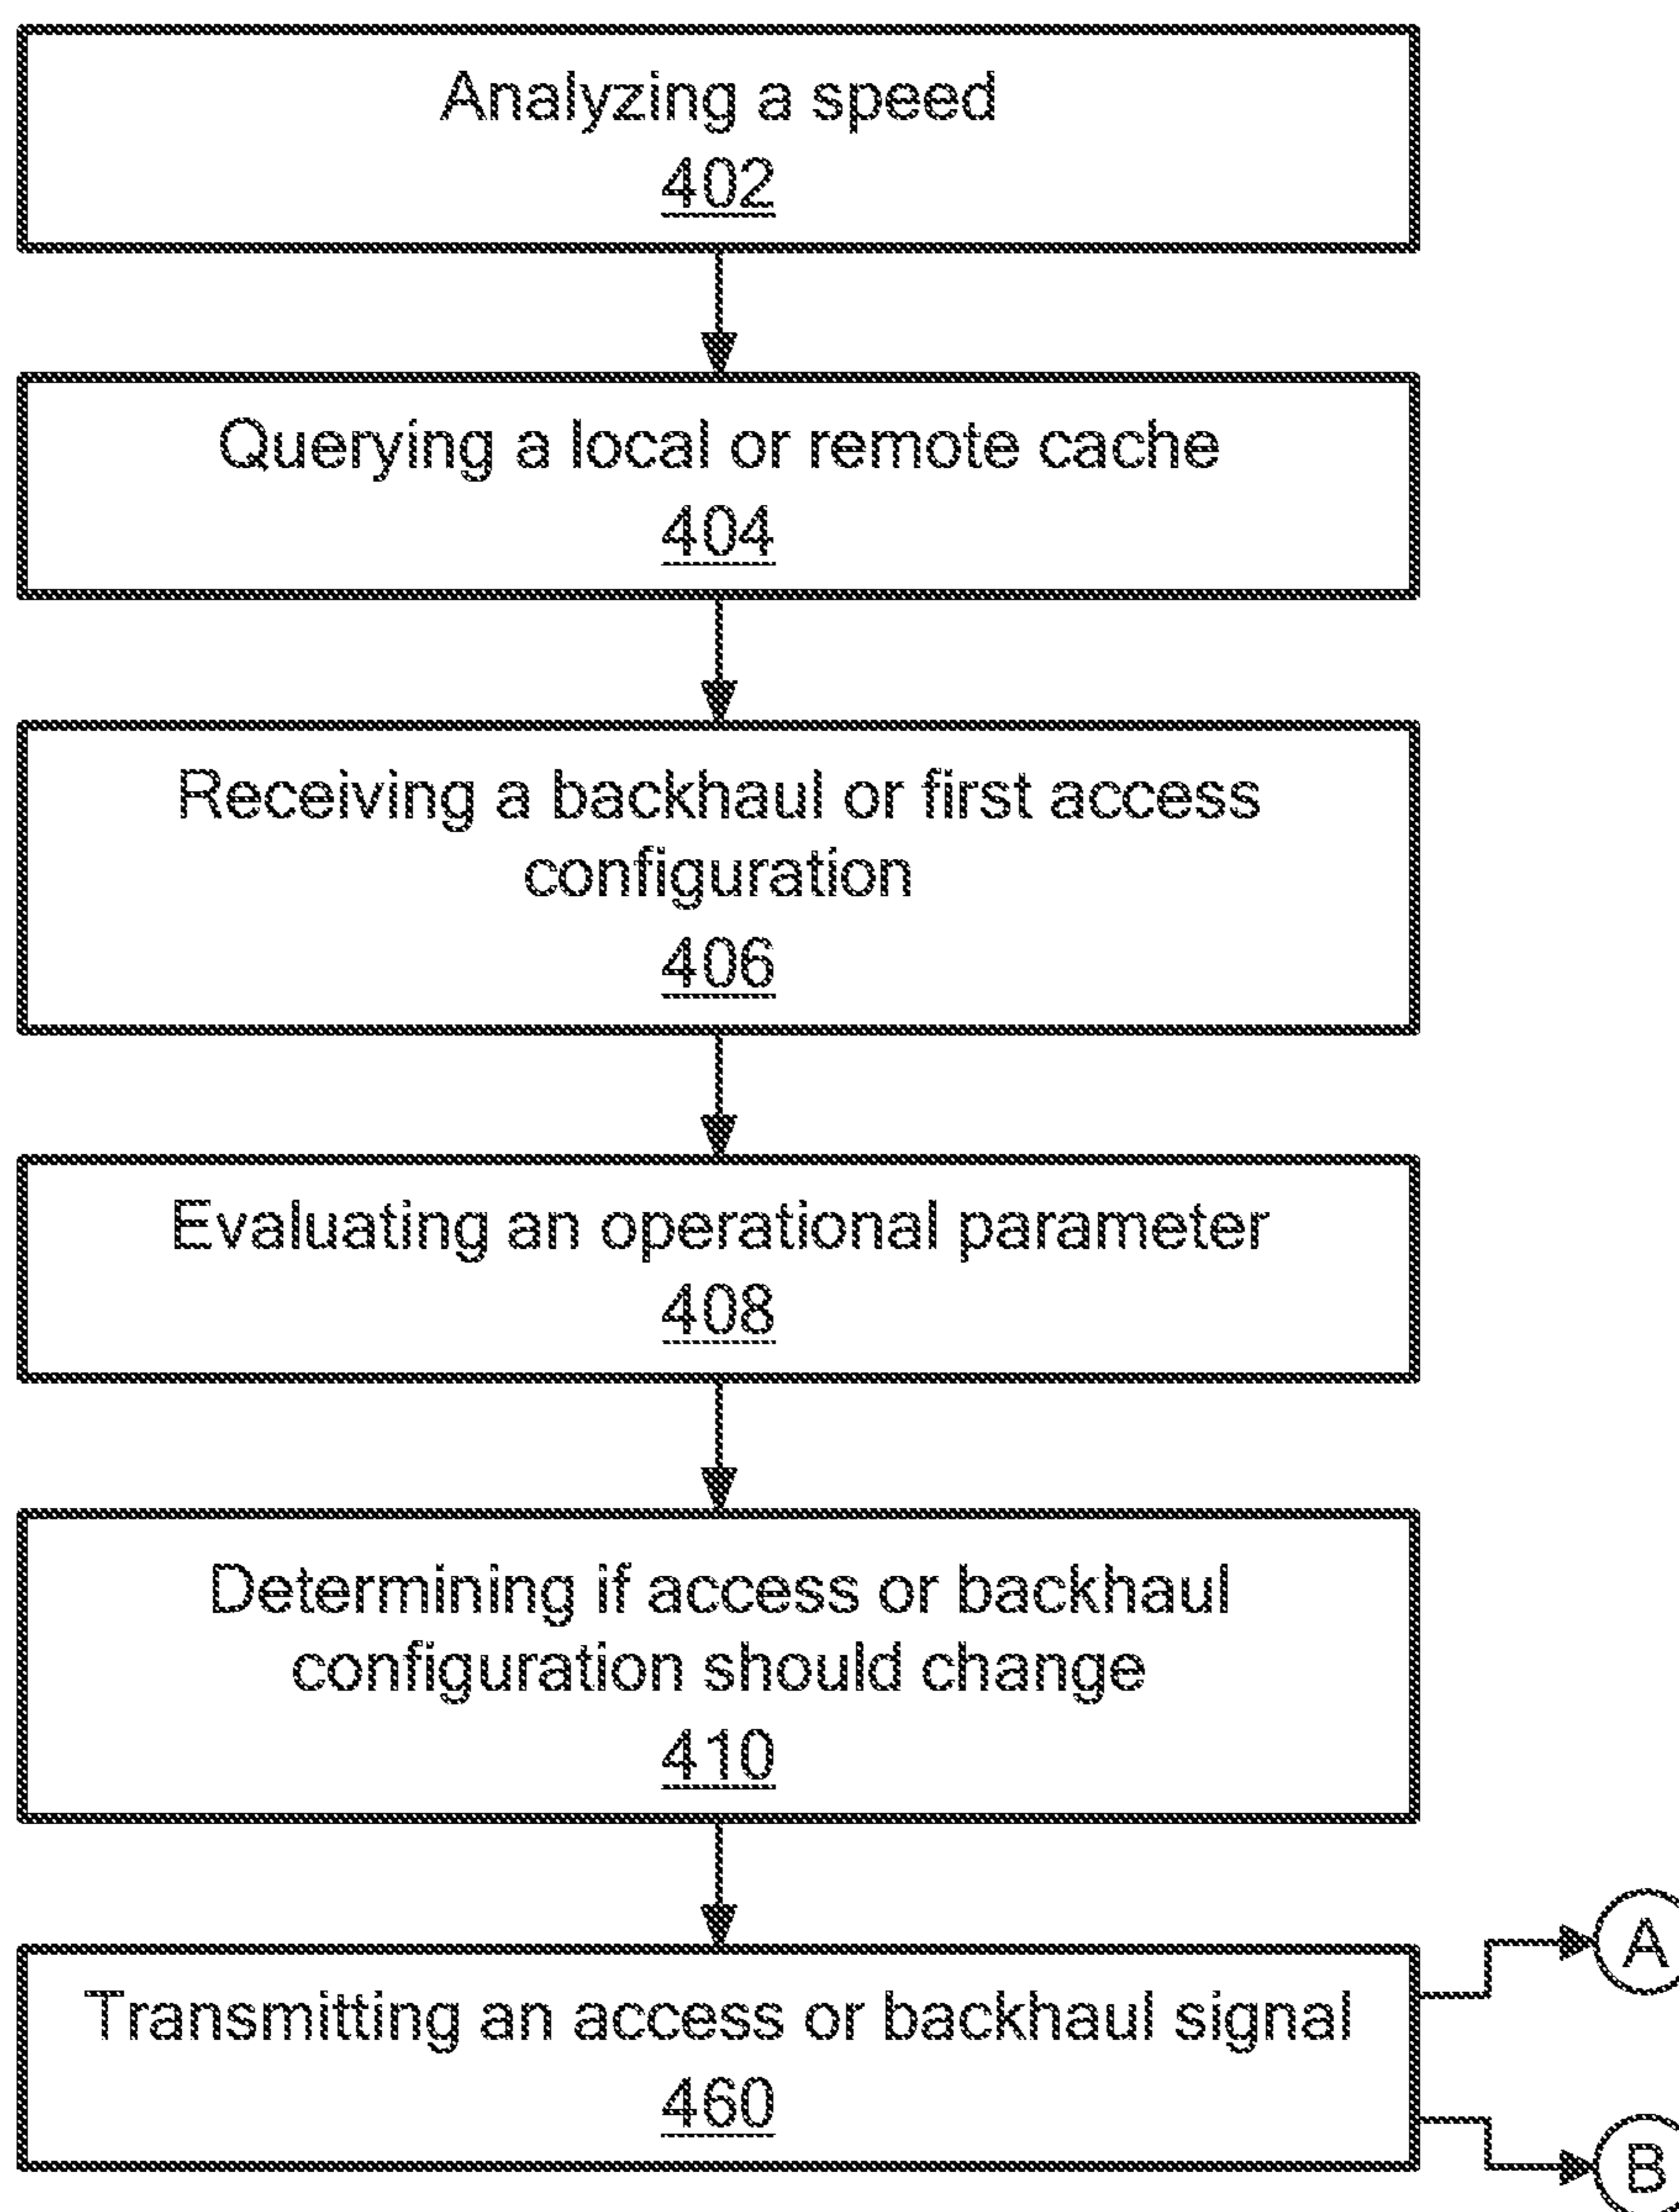 Analyzing a speed
402
Querying a local or remote cache
404
Receiving a backhaul or first access
configuration
406
Evaluating an operational parameter
408
Determining if access or backhaul
configuration should change
410
A
Transmitting an access or backhaul signal
460
B